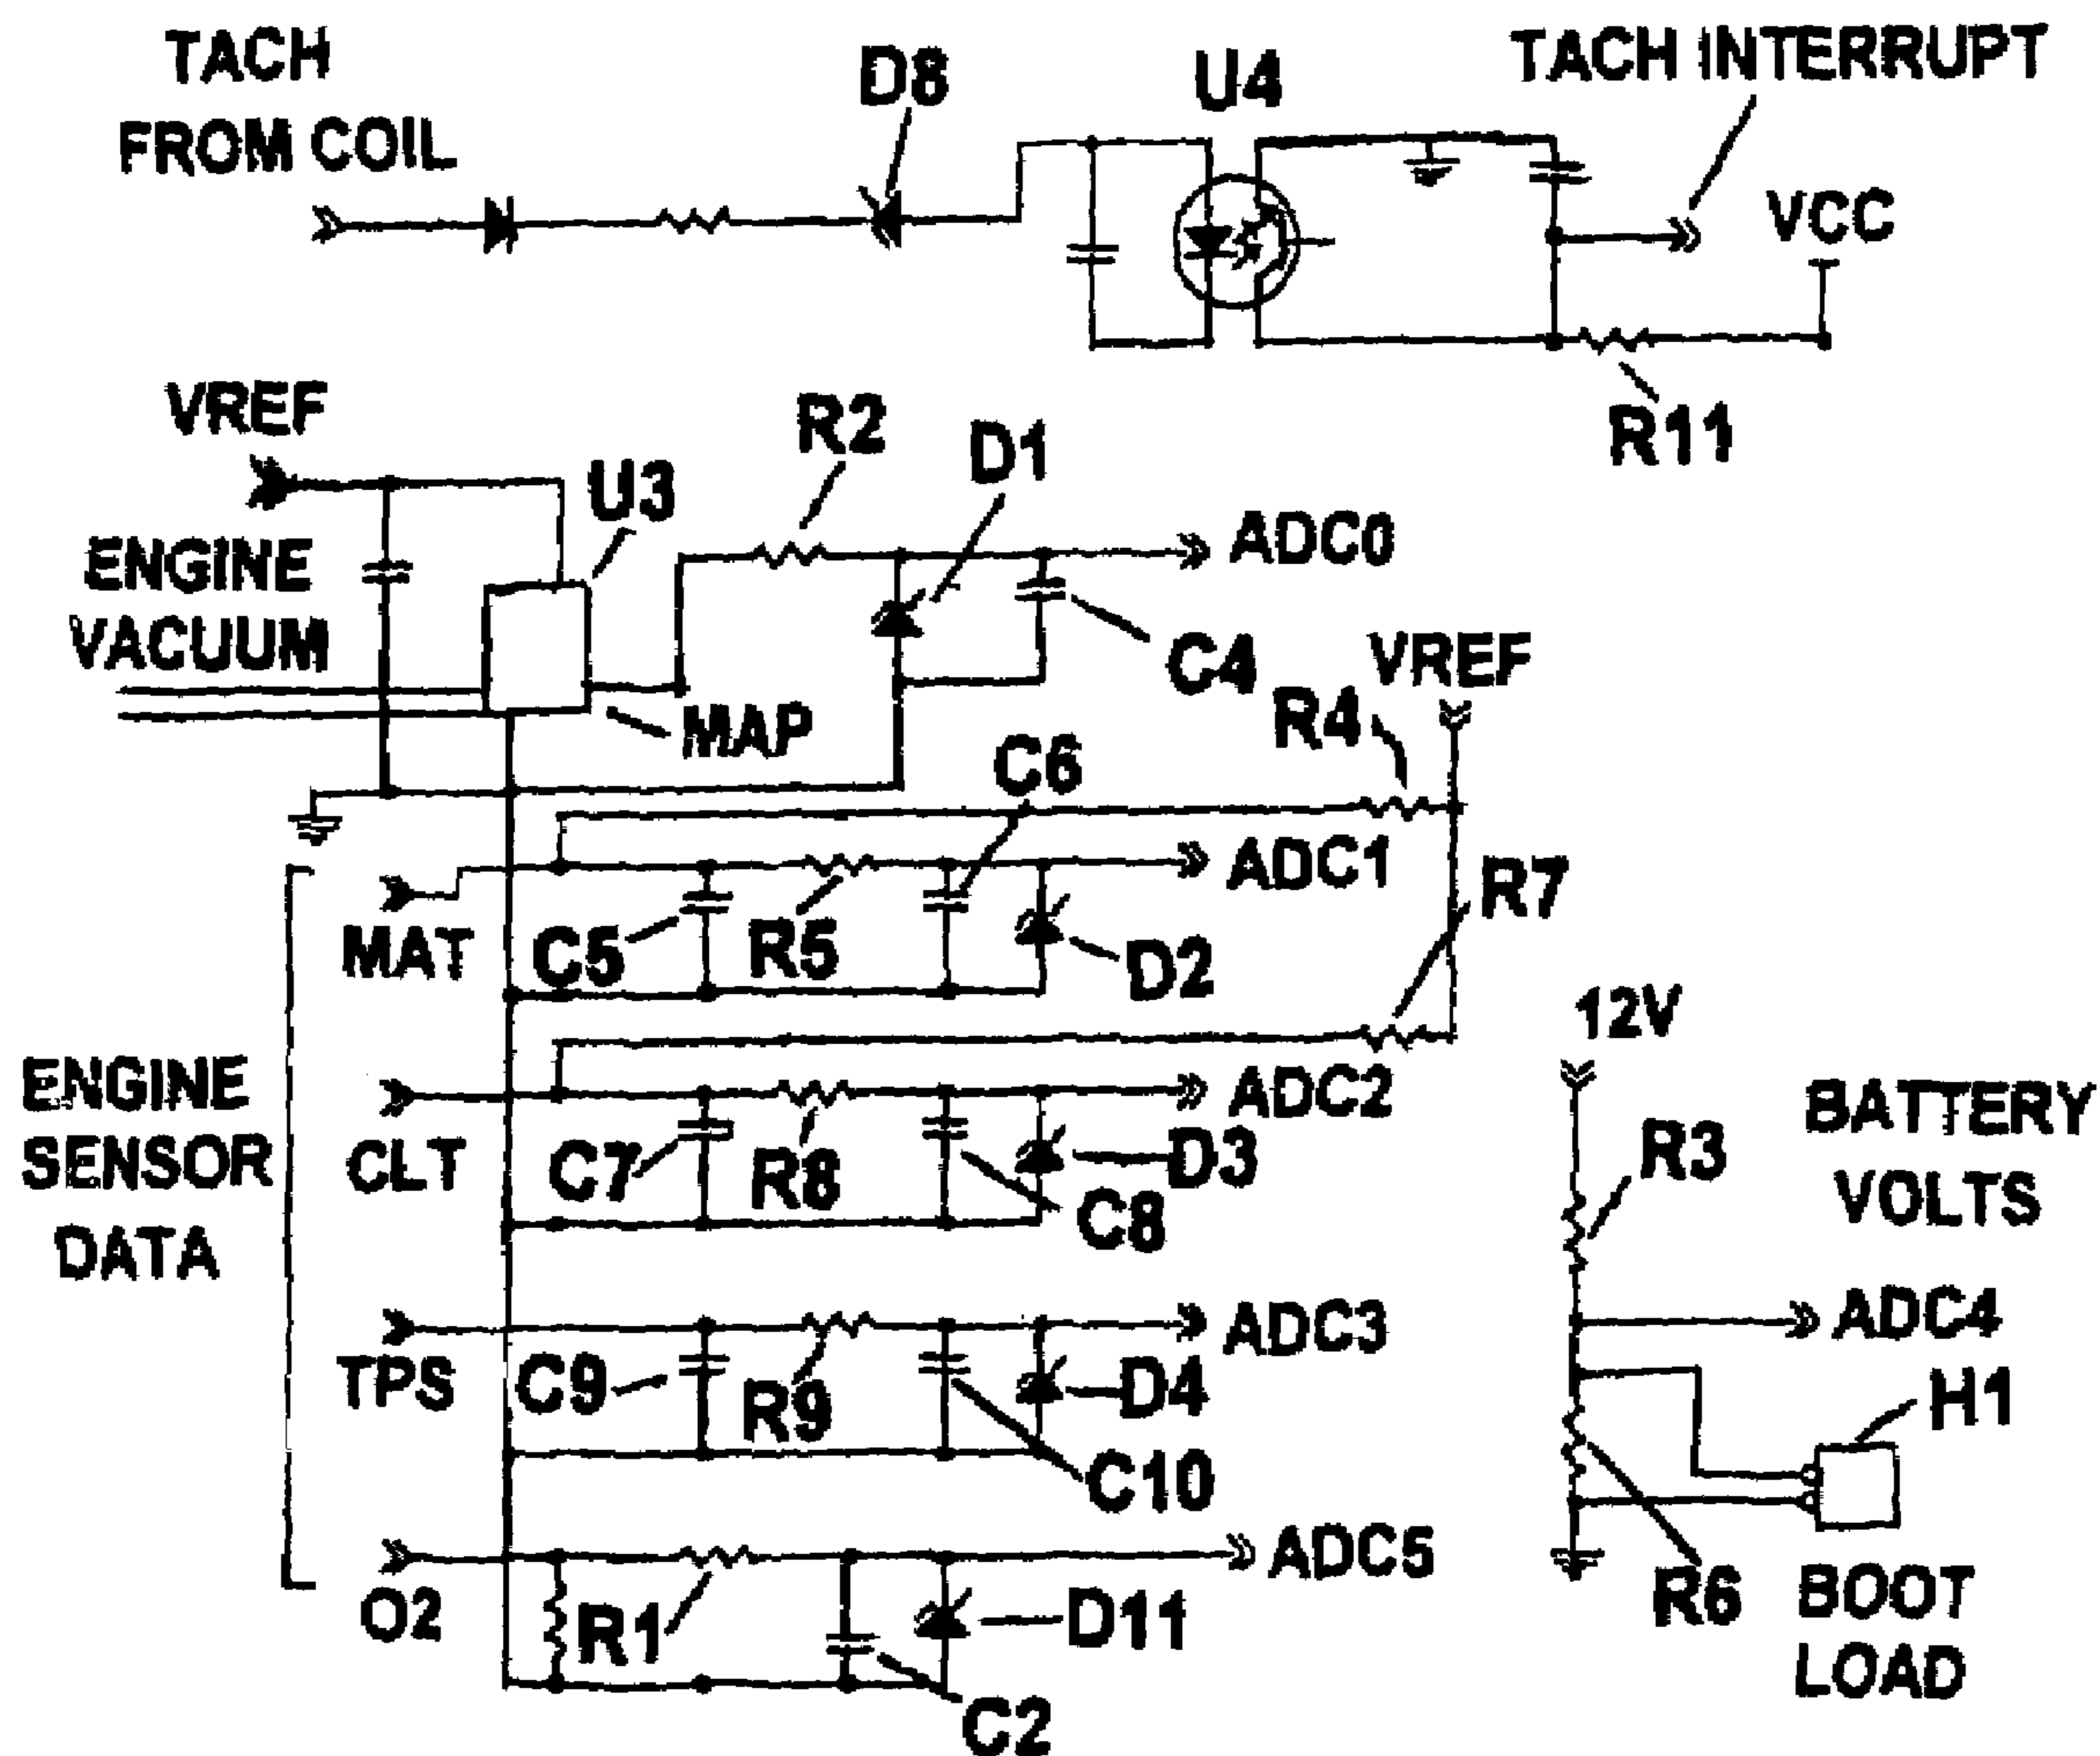 TACH
FROM COIL
D8
U4
TACH INTERRUPT
VCC
R11
VREF
U3
R2
D1
ADC0
ENGINE
VACUUM
MAP
C4
VREF
R4
C6
ADC1
R7
MAT
C5
R5
D2
12V
ENGINE
SENSOR
DATA
CLT
C7
R8
ADC2
D3
C8
BATTERY
VOLTS
R3
TPS
C9
R9
ADC3
D4
C10
ADC4
H1
O2
R1
ADC5
D11
C2
R6
BOOT
LOAD